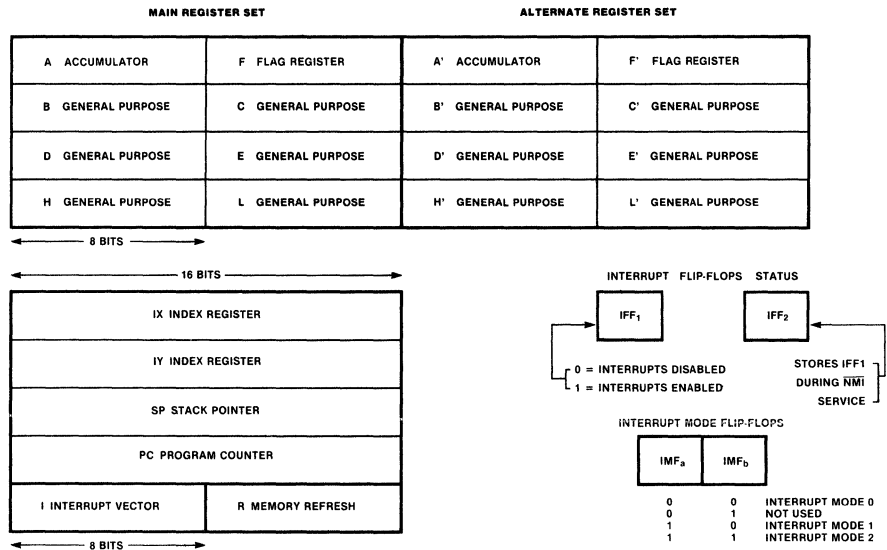 MAIN REGISTER SET
ALTERNATE REGISTER SET
A ACCUMULATOR
F FLAG REGISTER
A' ACCUMULATOR
F' FLAG REGISTER
B GENERAL PURPOSE
C GENERAL PURPOSE
B' GENERAL PURPOSE
C' GENERAL PURPOSE
D GENERAL PURPOSE
E GENERAL PURPOSE
D' GENERAL PURPOSE
E' GENERAL PURPOSE
H GENERAL PURPOSE
L GENERAL PURPOSE
H' GENERAL PURPOSE
L' GENERAL PURPOSE
8 BITS
16 BITS
IX INDEX REGISTER
IY INDEX REGISTER
SP STACK POINTER
PC PROGRAM COUNTER
I INTERRUPT VECTOR
R MEMORY REFRESH
8 BITS
INTERRUPT FLIP-FLOPS STATUS
IFF1
IFF2
0 = INTERRUPTS DISABLED
1 = INTERRUPTS ENABLED
STORES IFF1
DURING NMI
SERVICE
INTERRUPT MODE FLIP-FLOPS
IMFa
IMFb
0 0 INTERRUPT MODE 0
0 1 NOT USED
1 0 INTERRUPT MODE 1
1 1 INTERRUPT MODE 2